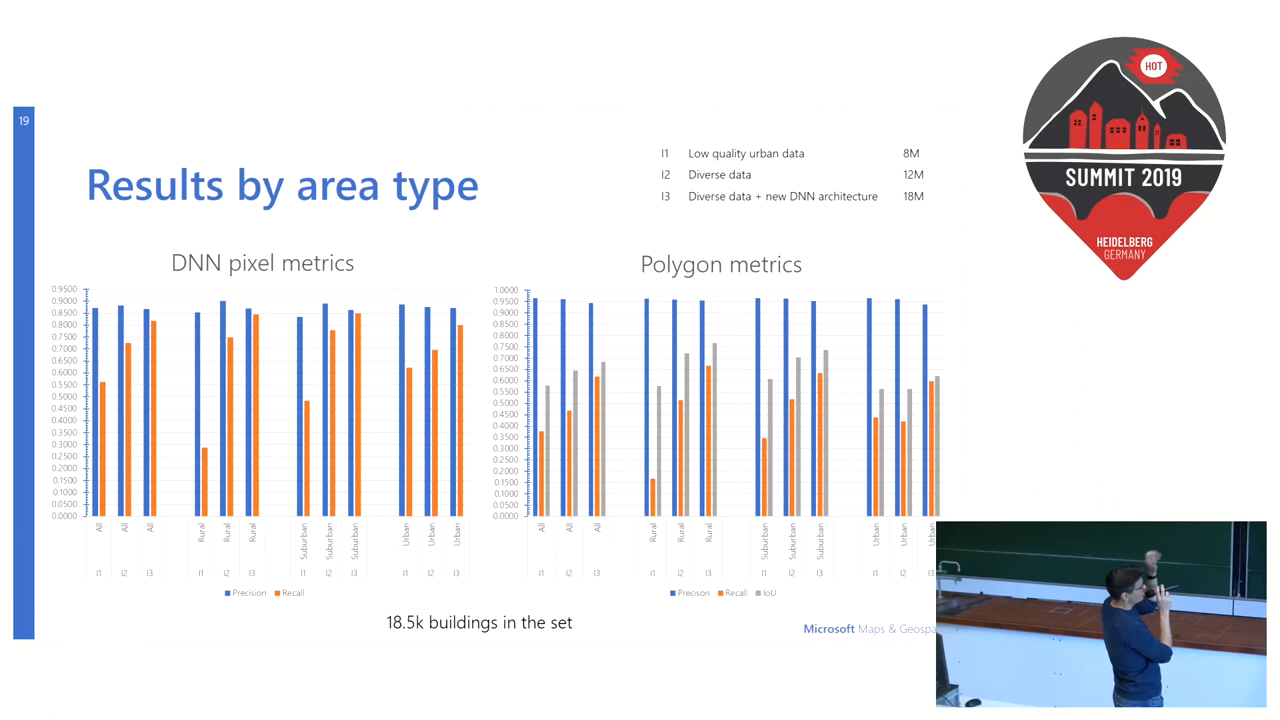 19
Results by area type
I1 Low quality urban data 8M
I2 Diverse data 12M
I3 Diverse data + new DNN architecture 18M
HOT
SUMMIT 2019
HEIDELBERG
GERMANY
DNN pixel metrics
0.9500
0.9000
0.8500
0.8000
0.7500
0.7000
0.6500
0.6000
0.5500
0.5000
0.4500
0.4000
0.3500
0.3000
0.2500
0.2000
0.1500
0.1000
0.0500
0.0000
All All All Rural Rural Rural Suburban Suburban Suburban Urban Urban Urban
I1 I2 I3 I1 I2 I3 I1 I2 I3 I1 I2 I3
Precision Recall
Polygon metrics
1.0000
0.9500
0.9000
0.8500
0.8000
0.7500
0.7000
0.6500
0.6000
0.5500
0.5000
0.4500
0.4000
0.3500
0.3000
0.2500
0.2000
0.1500
0.1000
0.0500
0.0000
All All All Rural Rural Rural Suburban Suburban Suburban Urban Urban Urban
I1 I2 I3 I1 I2 I3 I1 I2 I3 I1 I2 I3
Precison Recall IoU
18.5k buildings in the set
Microsoft Maps & Geospa